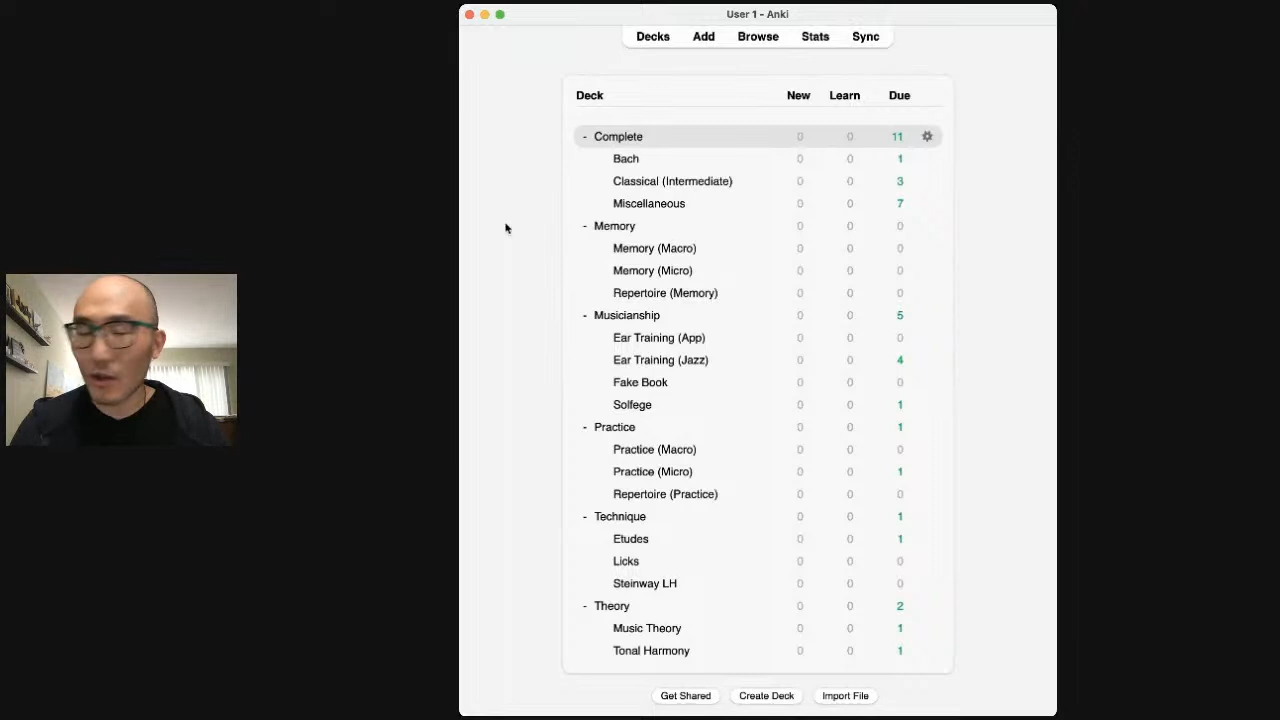 User 1 - Anki
Decks Add Browse Stats Sync
Deck New Learn Due
- Complete 0 0 11
Bach 0 0 1
Classical (Intermediate) 0 0 3
Miscellaneous 0 0 7
- Memory 0 0 0
Memory (Macro) 0 0 0
Memory (Micro) 0 0 0
Repertoire (Memory) 0 0 0
- Musicianship 0 0 5
Ear Training (App) 0 0 0
Ear Training (Jazz) 0 0 4
Fake Book 0 0 0
Solfege 0 0 1
- Practice 0 0 1
Practice (Macro) 0 0 0
Practice (Micro) 0 0 1
Repertoire (Practice) 0 0 0
- Technique 0 0 1
Etudes 0 0 1
Licks 0 0 0
Steinway LH 0 0 0
- Theory 0 0 2
Music Theory 0 0 1
Tonal Harmony 0 0 1
Get Shared Create Deck Import File